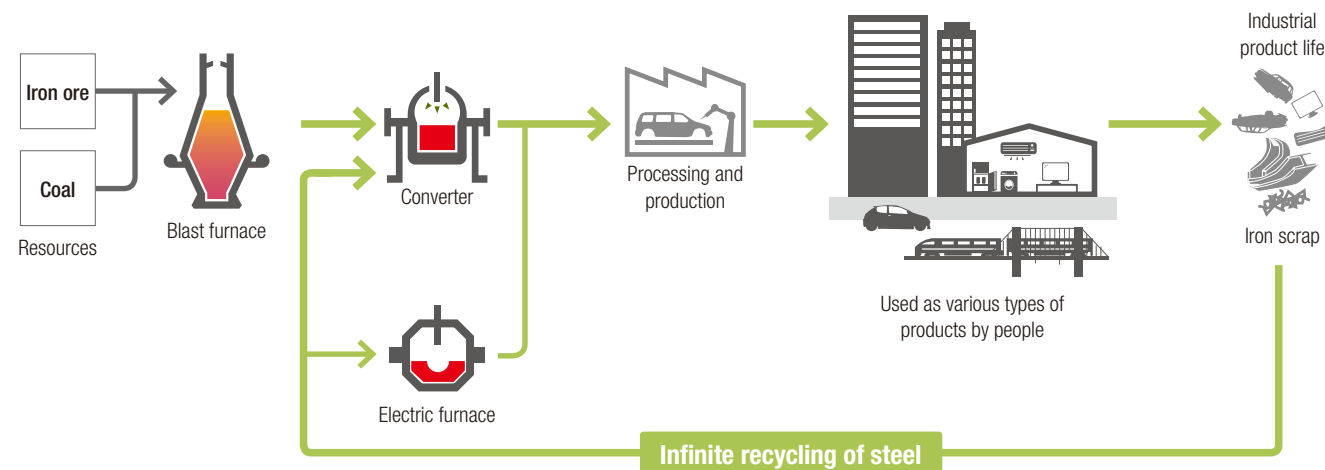 Iron ore
Coal
Resources
Blast furnace
Converter
Electric furnace
Processing and
production
Used as various types of
products by people
Industrial
product life
Iron scrap
Infinite recycling of steel